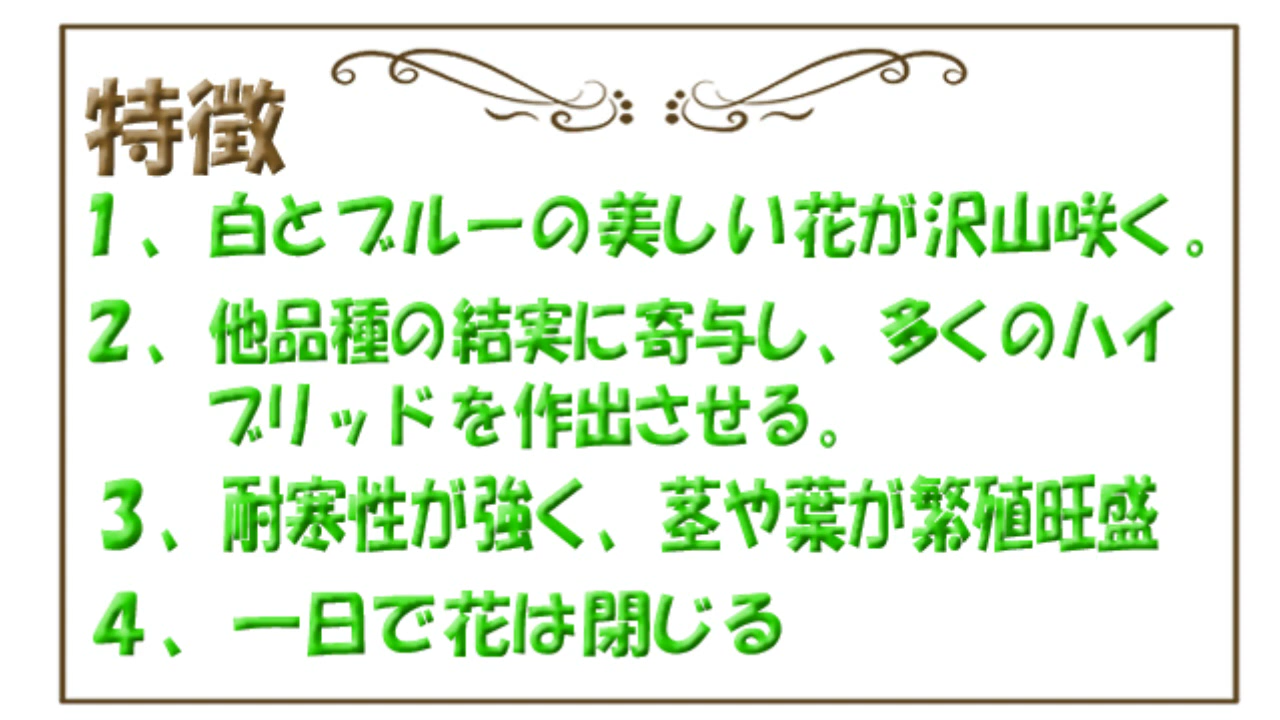 特徴
1、白とブルーの美しい花が沢山咲く。
2、他品種の結実に寄与し、多くのハイ
ブリッドを作出させる。
3、耐寒性が強く、茎や葉が繁殖旺盛
4、一日で花は閉じる